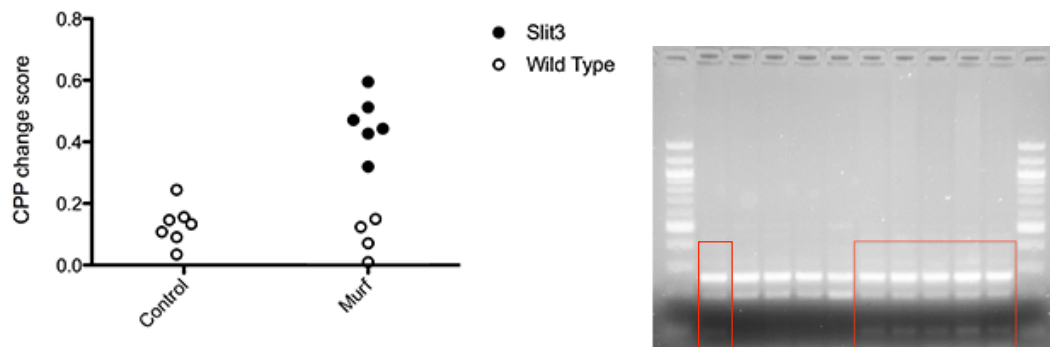 0.8
0.6
0.4
0.2
0.0
CPP change score
Control
Murf
Slit3
Wild Type